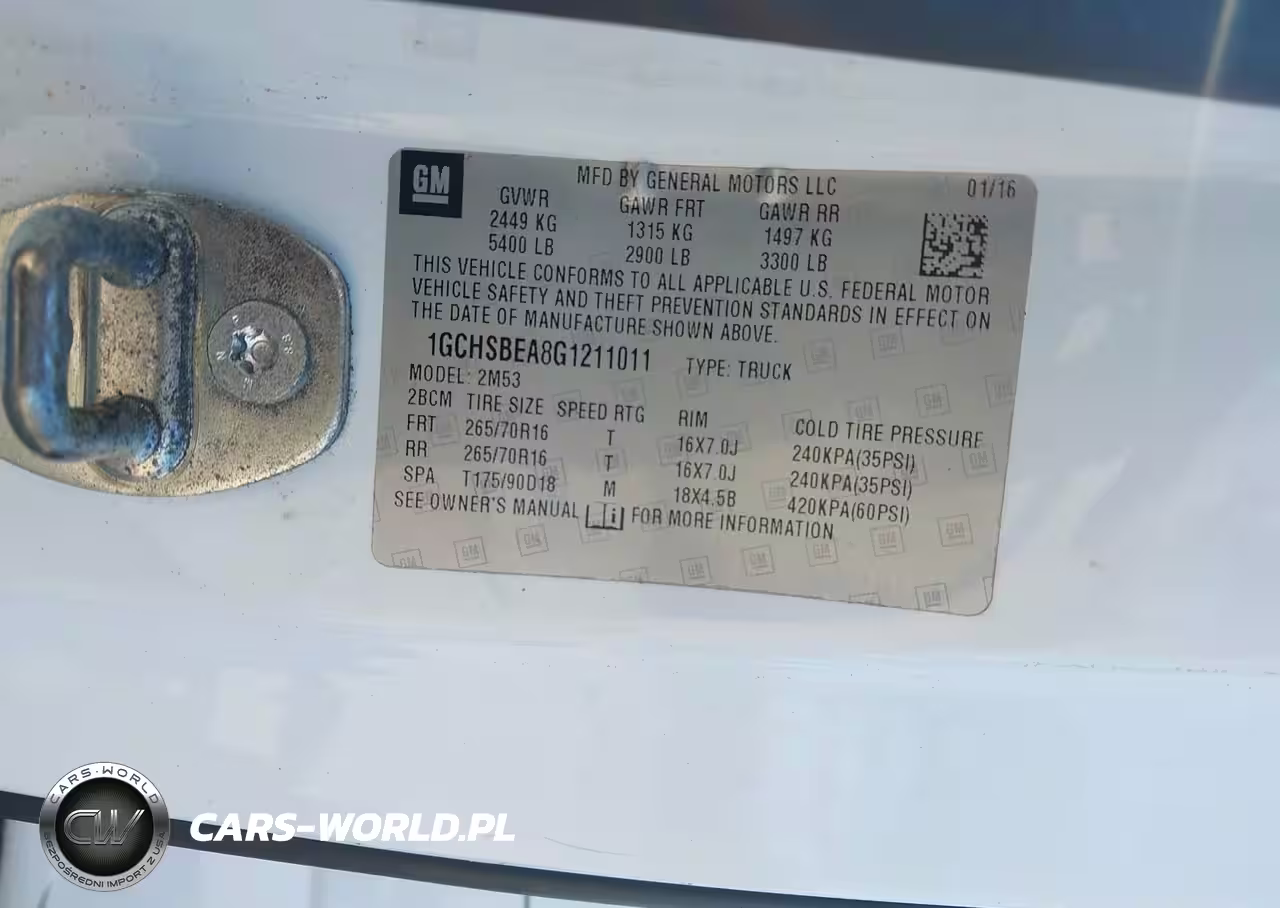 GM
MFD BY GENERAL MOTORS LLC 01/16
GVWR GAWR FRT GAWR RR
2449 KG 1315 KG 1497 KG
5400 LB 2900 LB 3300 LB
THIS VEHICLE CONFORMS TO ALL APPLICABLE U.S. FEDERAL MOTOR
VEHICLE SAFETY AND THEFT PREVENTION STANDARDS IN EFFECT ON
THE DATE OF MANUFACTURE SHOWN ABOVE.
1GCHSBEA8G1211011 TYPE: TRUCK
MODEL: 2M53
2BCM TIRE SIZE SPEED RTG RIM COLD TIRE PRESSURE
FRT 265/70R16 T 16X7.0J 240KPA(35PSI)
RR 265/70R16 T 16X7.0J 240KPA(35PSI)
SPA T175/90D18 M 18X4.5B 420KPA(60PSI)
SEE OWNER'S MANUAL FOR MORE INFORMATION
CARS-WORLD
CW
BEZPOŚREDNI IMPORT Z USA
CARS-WORLD.PL